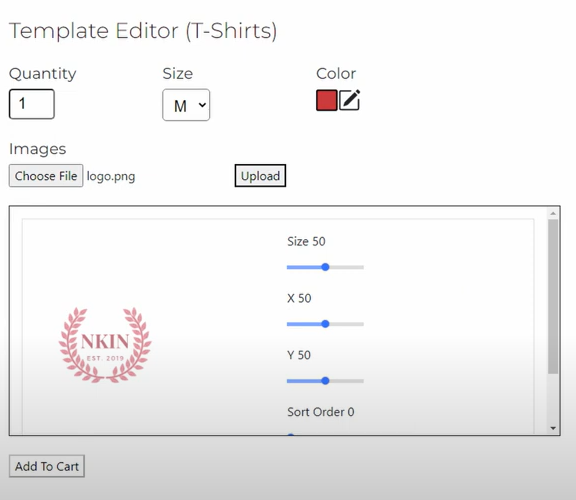 Template Editor (T-Shirts)
Quantity Size Color
1 M
Images
Choose File logo.png Upload
Size 50
X 50
NKIN
EST. 2019
Y 50
Sort Order 0
Add To Cart